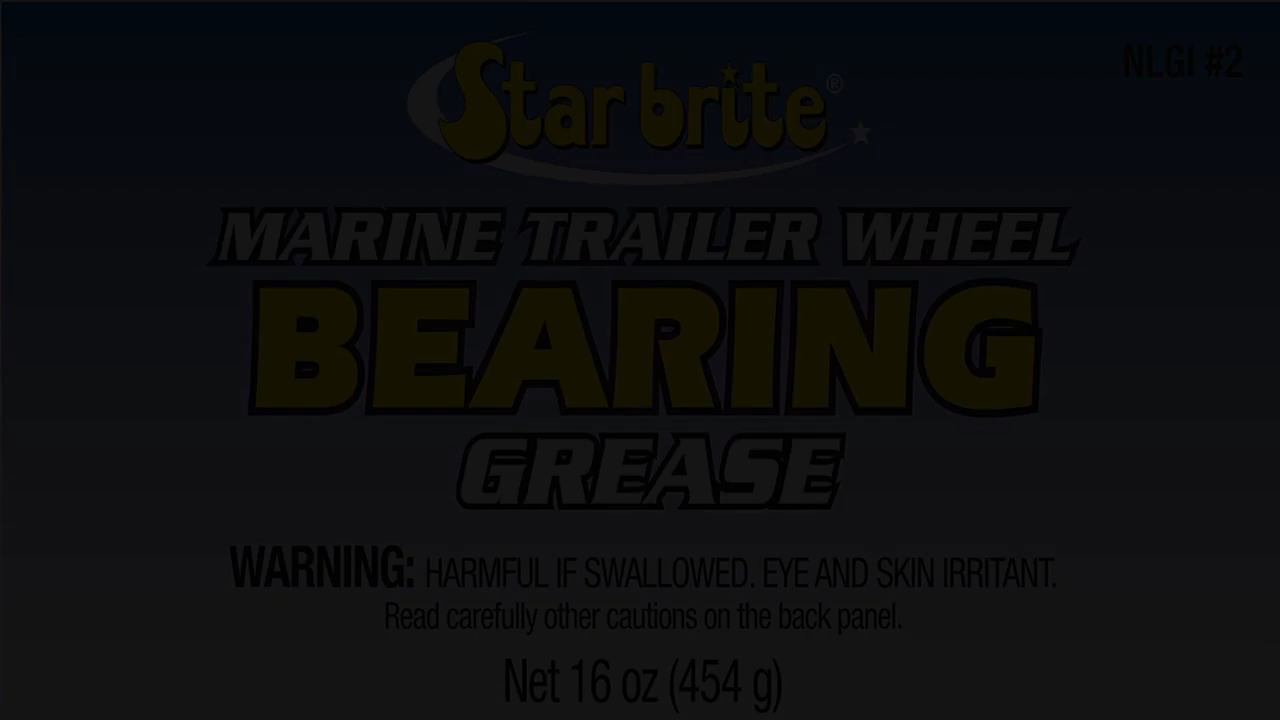 NLGI #2
Star brite®
MARINE TRAILER WHEEL
BEARING
GREASE
WARNING: HARMFUL IF SWALLOWED. EYE AND SKIN IRRITANT.
Read carefully other cautions on the back panel.
Net 16 oz (454 g)